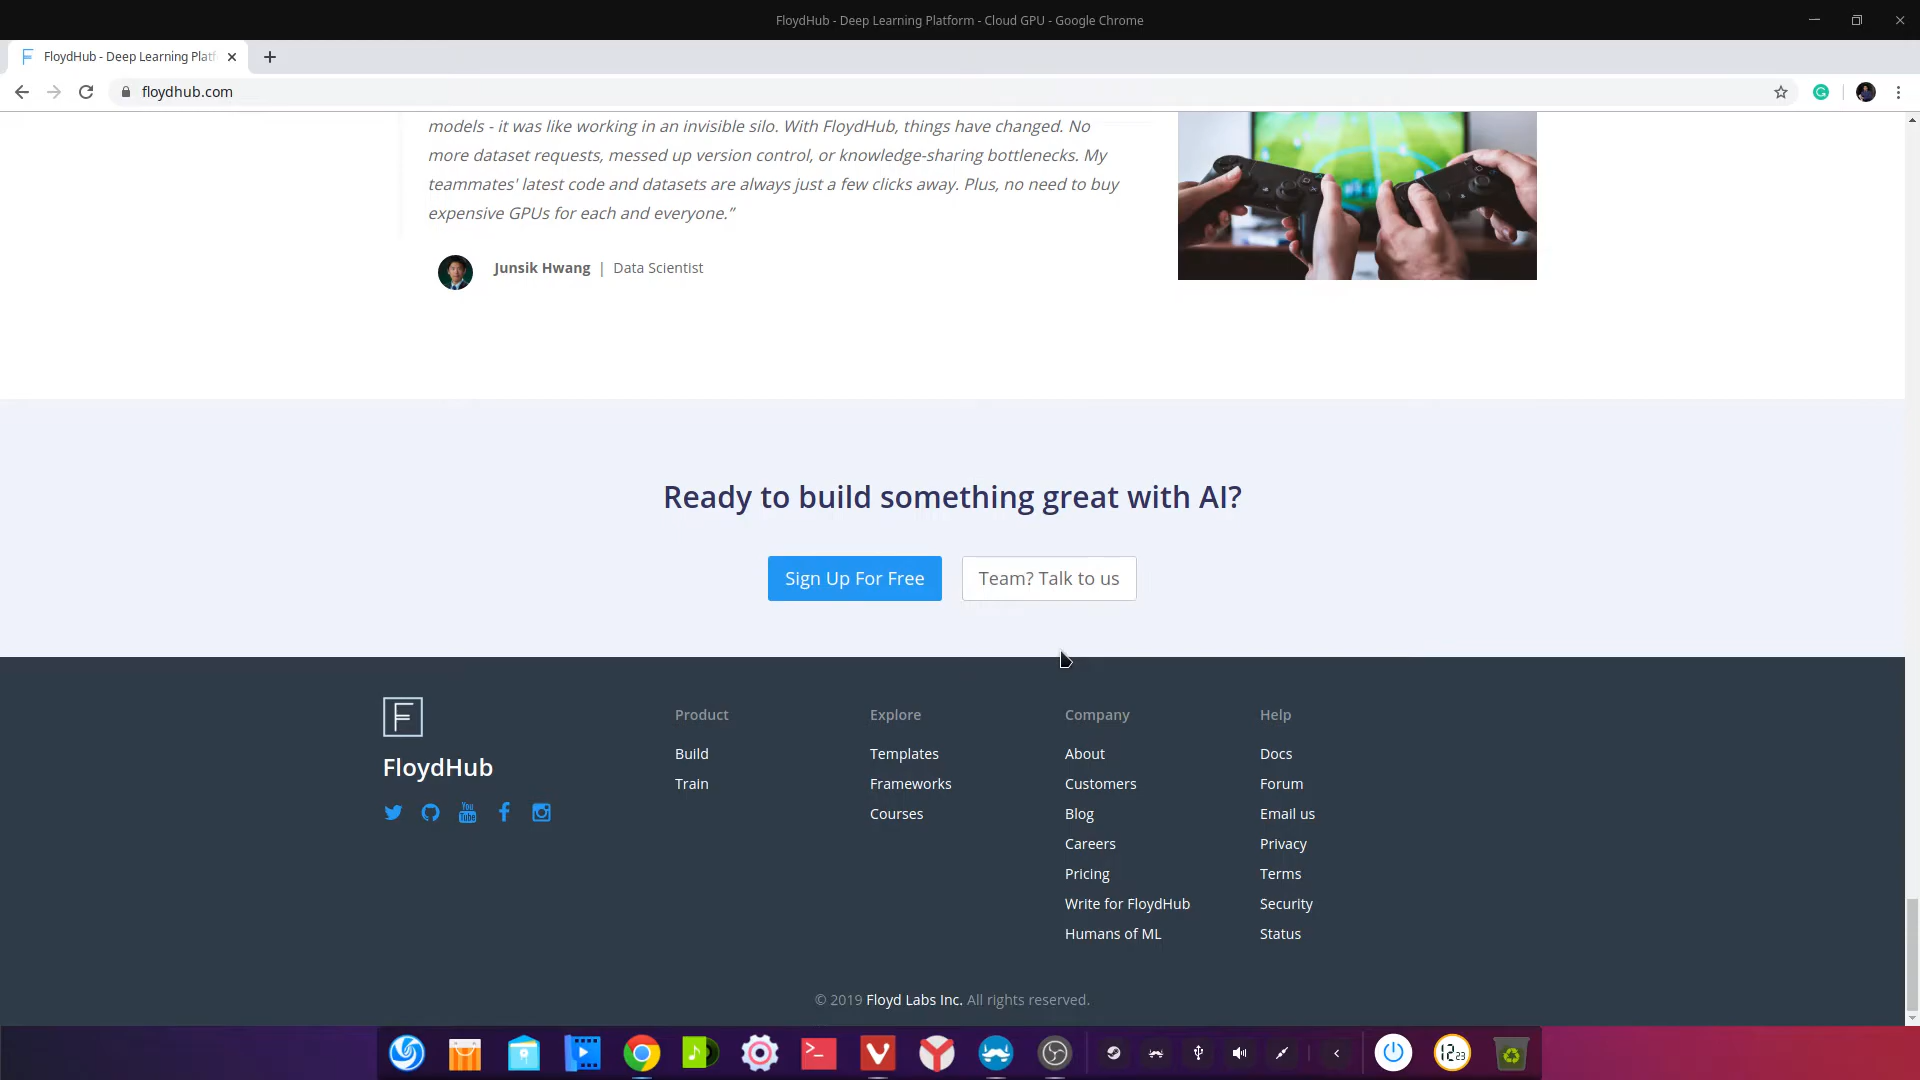 FloydHub - Deep Learning Platform - Cloud GPU - Google Chrome
FloydHub - Deep Learning Platf
floydhub.com
models - it was like working in an invisible silo. With FloydHub, things have changed. No
more dataset requests, messed up version control, or knowledge-sharing bottlenecks. My
teammates' latest code and datasets are always just a few clicks away. Plus, no need to buy
expensive GPUs for each and everyone.”
Junsik Hwang | Data Scientist
Ready to build something great with AI?
Sign Up For Free
Team? Talk to us
FloydHub
Product
Build
Train
Explore
Templates
Frameworks
Courses
Company
About
Customers
Blog
Careers
Pricing
Write for FloydHub
Humans of ML
Help
Docs
Forum
Email us
Privacy
Terms
Security
Status
© 2019 Floyd Labs Inc. All rights reserved.
12 23